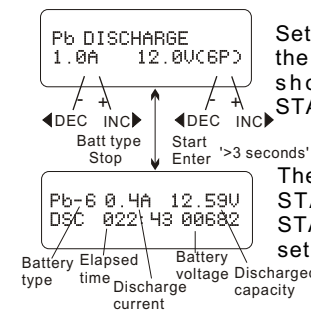 Pb DISCHARGE
1.0A 12.0V(6P)
Set
the
sho
STA
- +
- +
DEC INC
DEC INC
Batt type
Stop
Start
Enter '>3 seconds'
The
STA
STA
set
Pb-6 0.4A 12.59V
DSC 022:43 00682
Battery type
Elapsed time
Discharge current
Battery voltage
Discharged capacity